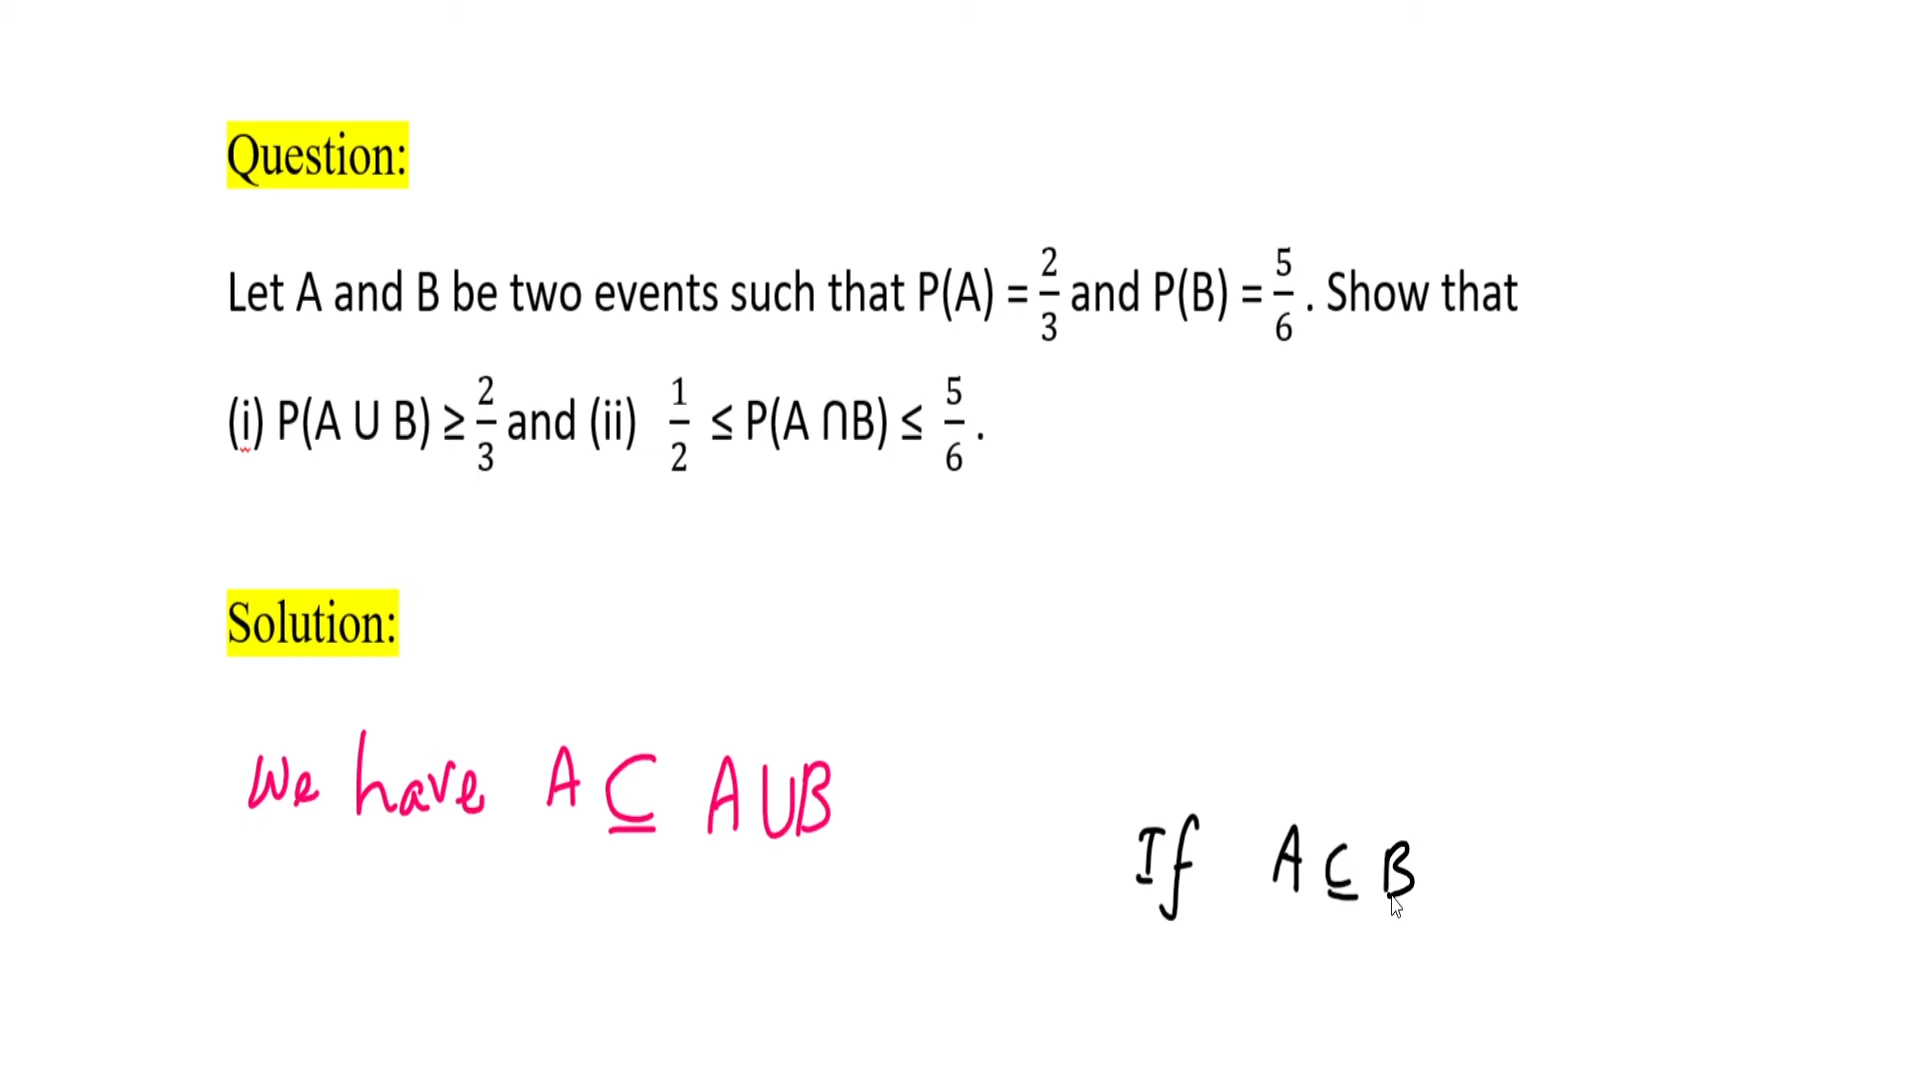 Question:
Let A and B be two events such that P(A) = 2/3 and P(B) = 5/6 . Show that
(i) P(A ∪ B) ≥ 2/3 and (ii) 1/2 ≤ P(A ∩B) ≤ 5/6 .
Solution:
We have A ⊆ A∪B
If A ⊆ B